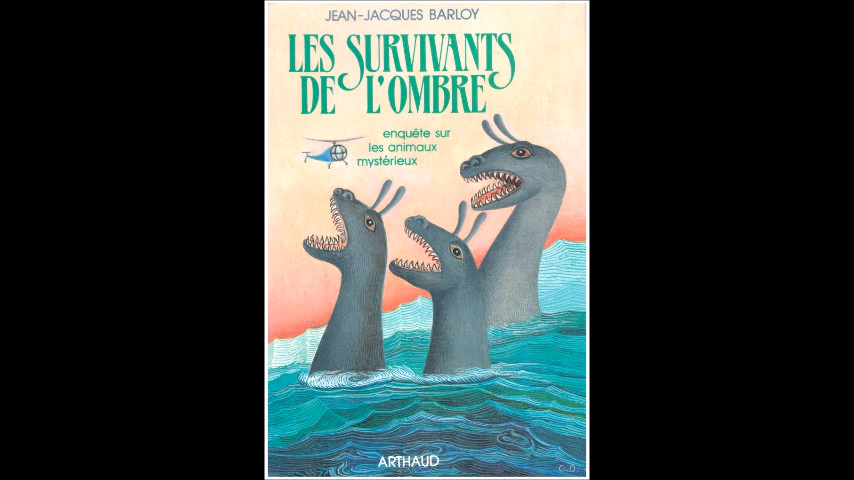 JEAN-JACQUES BARLOY
LES SURVIVANTS
DE L'OMBRE
enquête sur
les animaux
mystérieux
ARTHAUD
C.D.